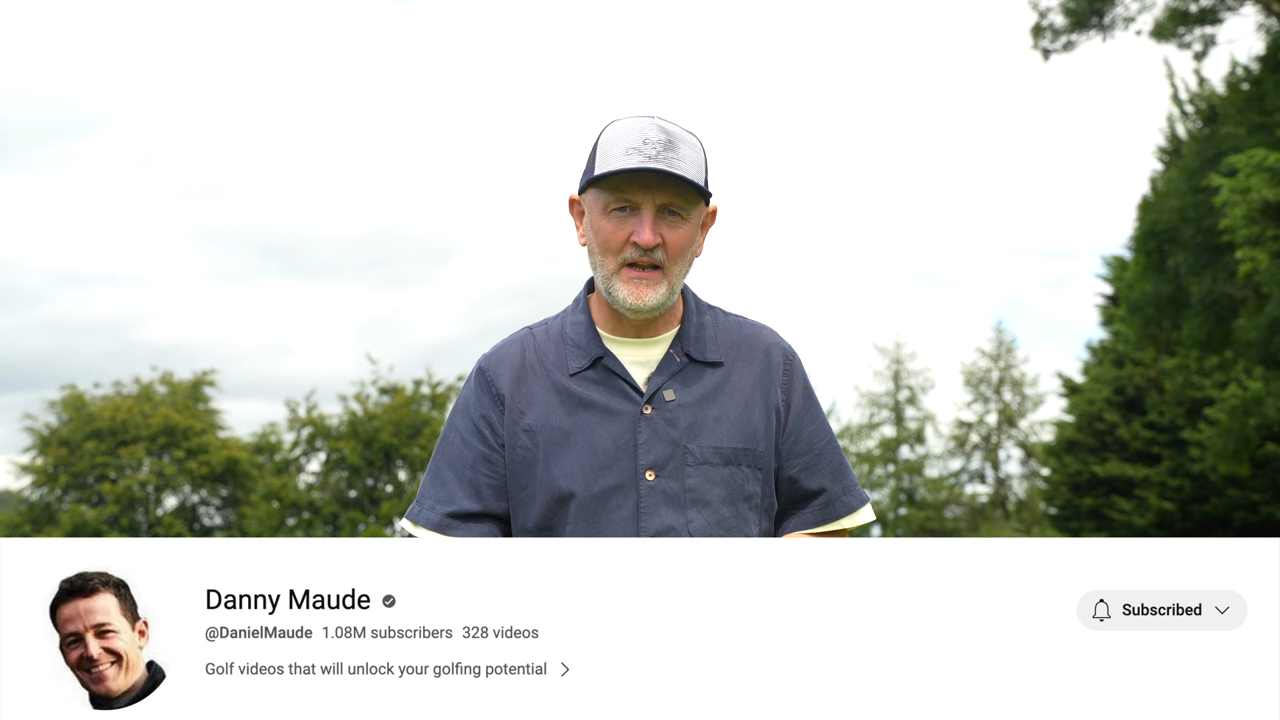 Danny Maude
@DanielMaude 1.08M subscribers 328 videos
Subscribed
Golf videos that will unlock your golfing potential